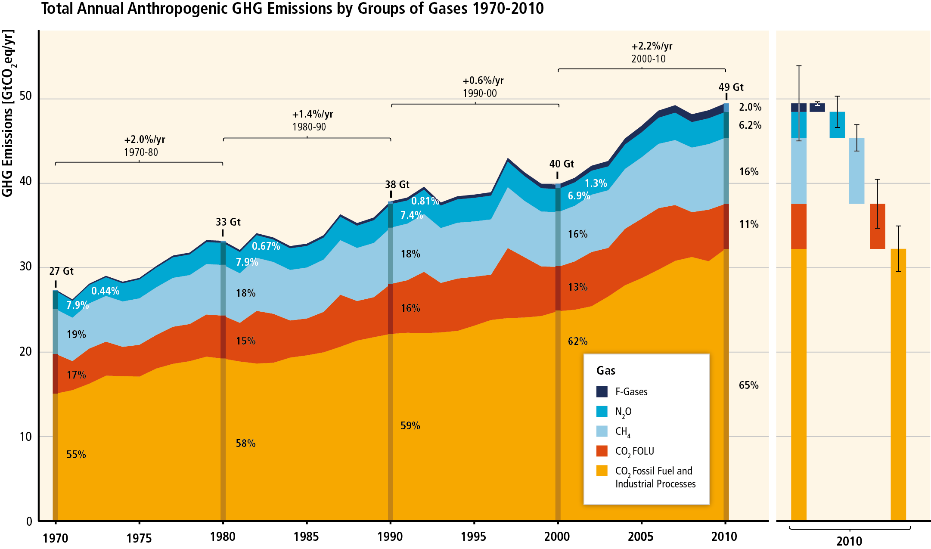 Total Annual Anthropogenic GHG Emissions by Groups of Gases 1970-2010
GHG Emissions [GtCO2eq/yr]
50
40
30
20
10
0
+2.0%/yr
1970-80
+1.4%/yr
1980-90
+0.6%/yr
1990-00
+2.2%/yr
2000-10
27 Gt
7.9%
0.44%
19%
17%
55%
33 Gt
0.67%
7.9%
18%
15%
58%
38 Gt
0.81%
7.4%
18%
16%
59%
40 Gt
1.3%
6.9%
16%
13%
62%
49 Gt
2.0%
6.2%
16%
11%
65%
Gas
F-Gases
N2O
CH4
CO2 FOLU
CO2 Fossil Fuel and
Industrial Processes
1970
1975
1980
1985
1990
1995
2000
2005
2010
2010